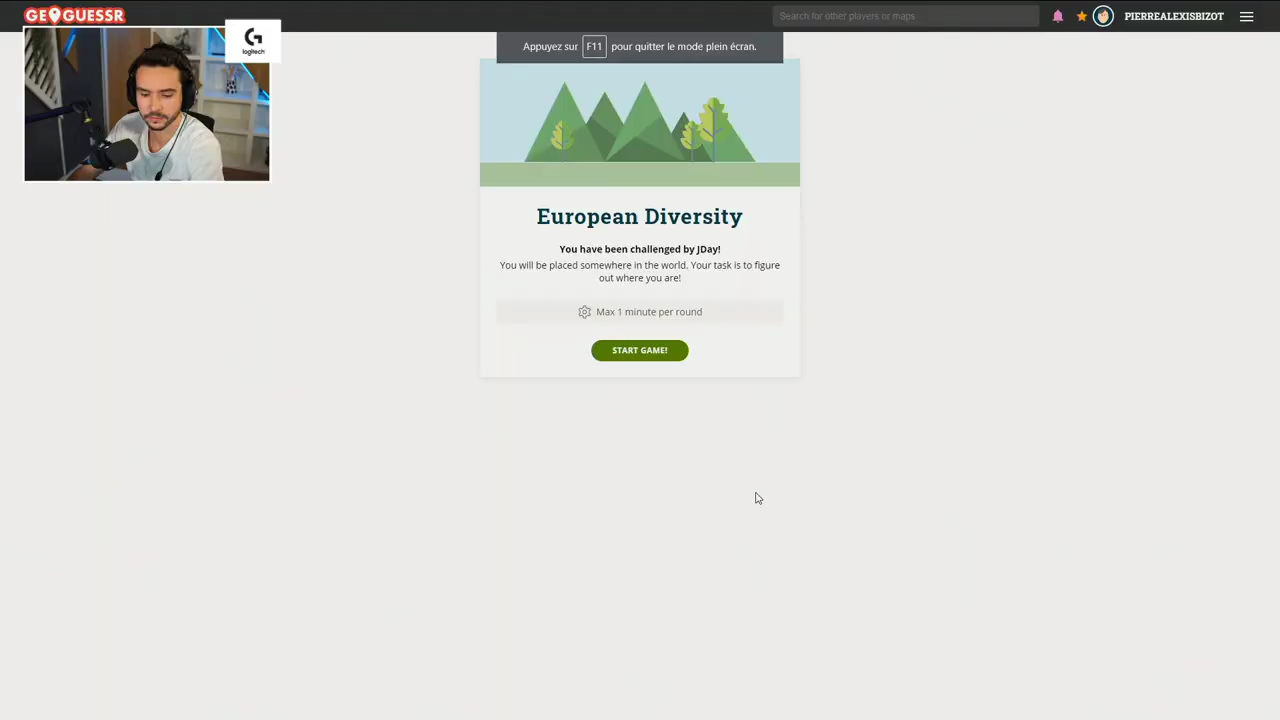 GEOGUESSR
Search for other players or maps
PIERREALEXISBIZOT
logitech
Appuyez sur F11 pour quitter le mode plein écran.
European Diversity
You have been challenged by JDay!
You will be placed somewhere in the world. Your task is to figure
out where you are!
Max 1 minute per round
START GAME!